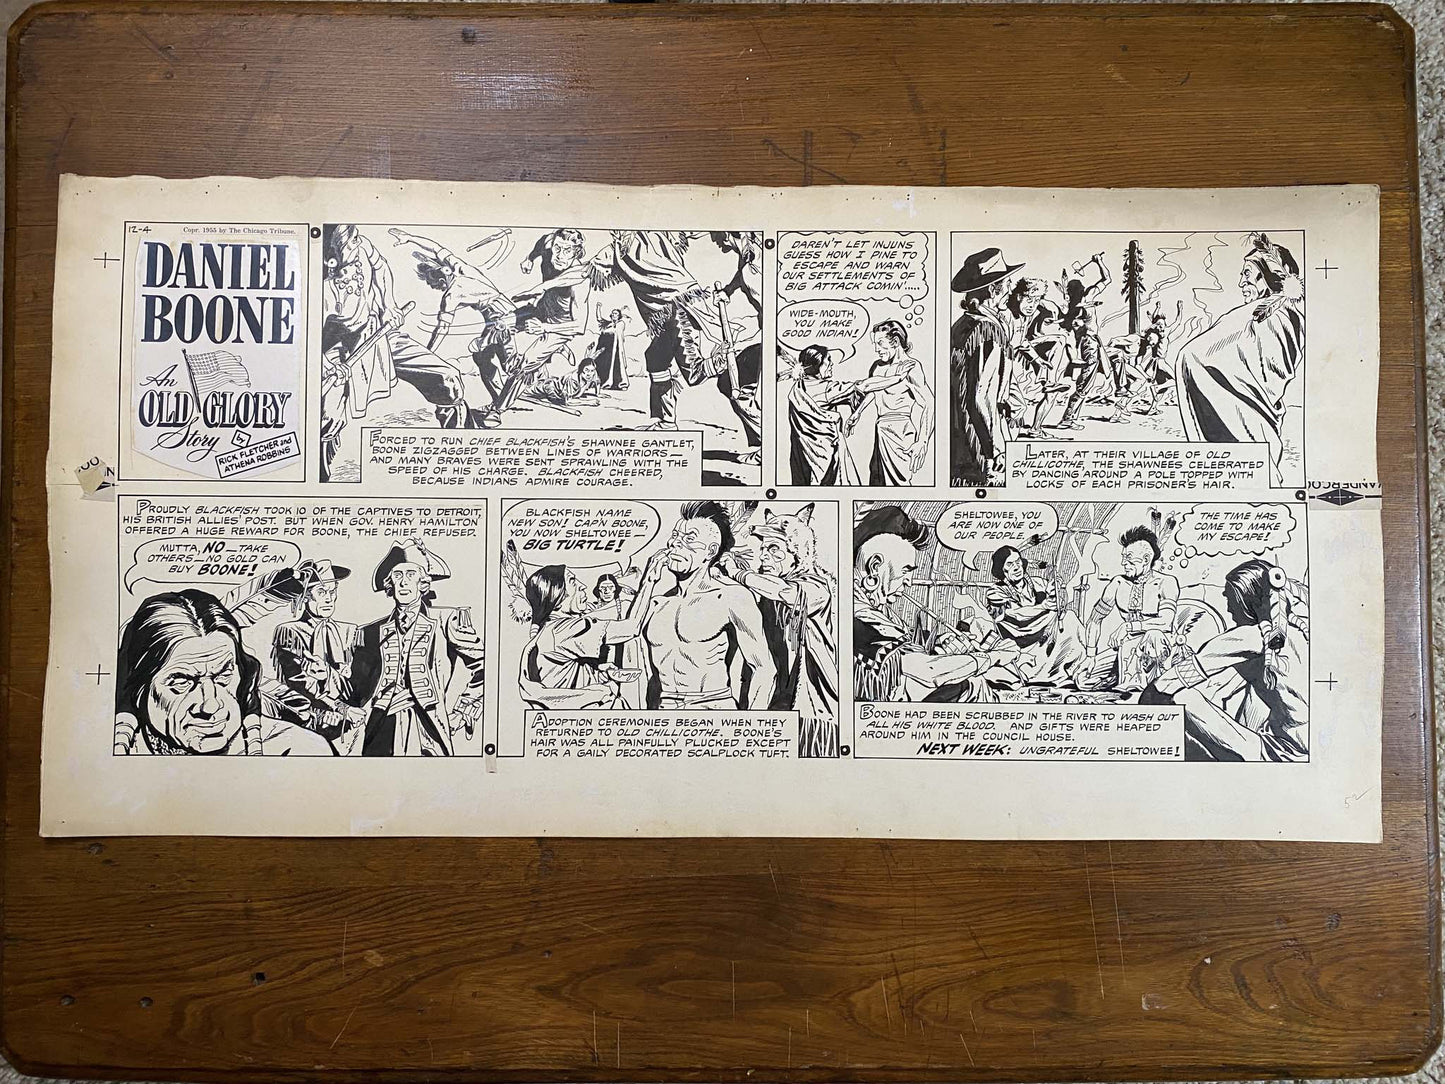 12-4
Copr. 1955 by The Chicago Tribune.
DANIEL
BOONE
An
OLD GLORY
Story by
RICK FLETCHER and
ATHENA ROBBINS
FORCED TO RUN CHIEF BLACKFISH'S SHAWNEE GANTLET,
BOONE ZIGZAGGED BETWEEN LINES OF WARRIORS—
AND MANY BRAVES WERE SENT SPRAWLING WITH THE
SPEED OF HIS CHARGE. BLACKFISH CHEERED,
BECAUSE INDIANS ADMIRE COURAGE.
DAREN'T LET INJUNS
GUESS HOW I PINE TO
ESCAPE AND WARN
OUR SETTLEMENTS OF
BIG ATTACK COMIN'.....
WIDE-MOUTH,
YOU MAKE
GOOD INDIAN!
LATER, AT THEIR VILLAGE OF OLD
CHILLICOTHE, THE SHAWNEES CELEBRATED
BY DANCING AROUND A POLE TOPPED WITH
LOCKS OF EACH PRISONER'S HAIR.
PROUDLY BLACKFISH TOOK 10 OF THE CAPTIVES TO DETROIT,
HIS BRITISH ALLIES' POST. BUT WHEN GOV. HENRY HAMILTON
OFFERED A HUGE REWARD FOR BOONE, THE CHIEF REFUSED.
MUTTA, NO—TAKE
OTHERS—NO GOLD CAN
BUY BOONE!
BLACKFISH NAME
NEW SON! CAP'N BOONE,
YOU NOW SHELTOWEE—
BIG TURTLE!
ADOPTION CEREMONIES BEGAN WHEN THEY
RETURNED TO OLD CHILLICOTHE. BOONE'S
HAIR WAS ALL PAINFULLY PLUCKED EXCEPT
FOR A GAILY DECORATED SCALPLOCK TUFT.
SHELTOWEE, YOU
ARE NOW ONE OF
OUR PEOPLE.
THE TIME HAS
COME TO MAKE
MY ESCAPE!
BOONE HAD BEEN SCRUBBED IN THE RIVER TO WASH OUT
ALL HIS WHITE BLOOD, AND GIFTS WERE HEAPED
AROUND HIM IN THE COUNCIL HOUSE.
NEXT WEEK: UNGRATEFUL SHELTOWEE!